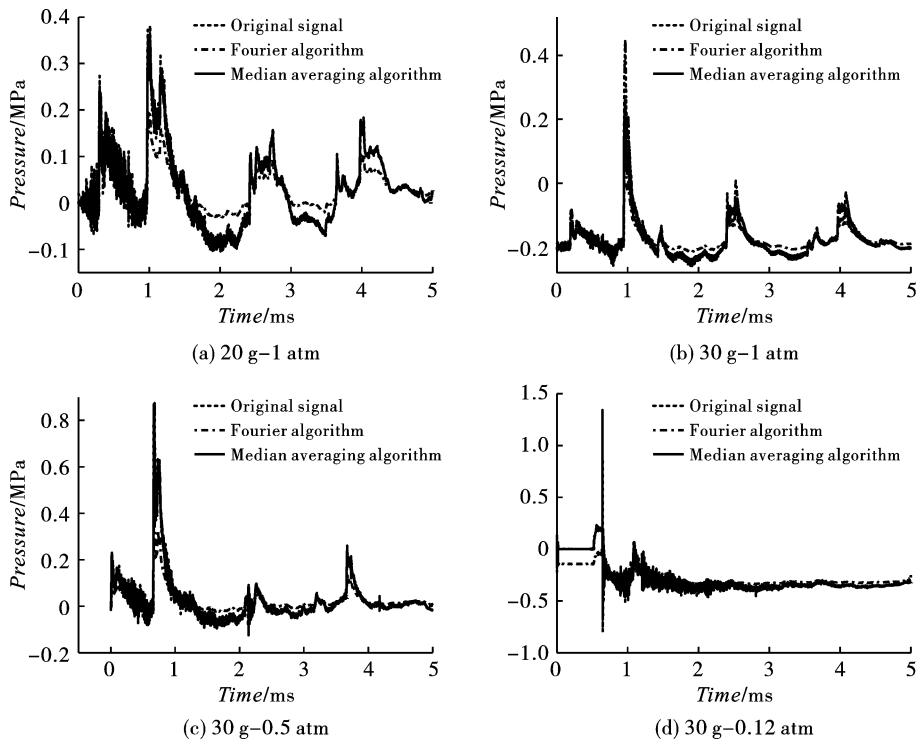 0.4
0.3
0.2
0.1
0
−0.1
Pressure/MPa
Original signal
Fourier algorithm
Median averaging algorithm
0 1 2 3 4 5
Time/ms
(a) 20 g−1 atm
0.4
0.2
0
−0.2
Pressure/MPa
Original signal
Fourier algorithm
Median averaging algorithm
0 1 2 3 4 5
Time/ms
(b) 30 g−1 atm
0.8
0.6
0.4
0.2
0
−0.2
Pressure/MPa
Original signal
Fourier algorithm
Median averaging algorithm
0 1 2 3 4 5
Time/ms
(c) 30 g−0.5 atm
1.5
1.0
0.5
0
−0.5
−1.0
Pressure/MPa
Original signal
Fourier algorithm
Median averaging algorithm
0 1 2 3 4 5
Time/ms
(d) 30 g−0.12 atm